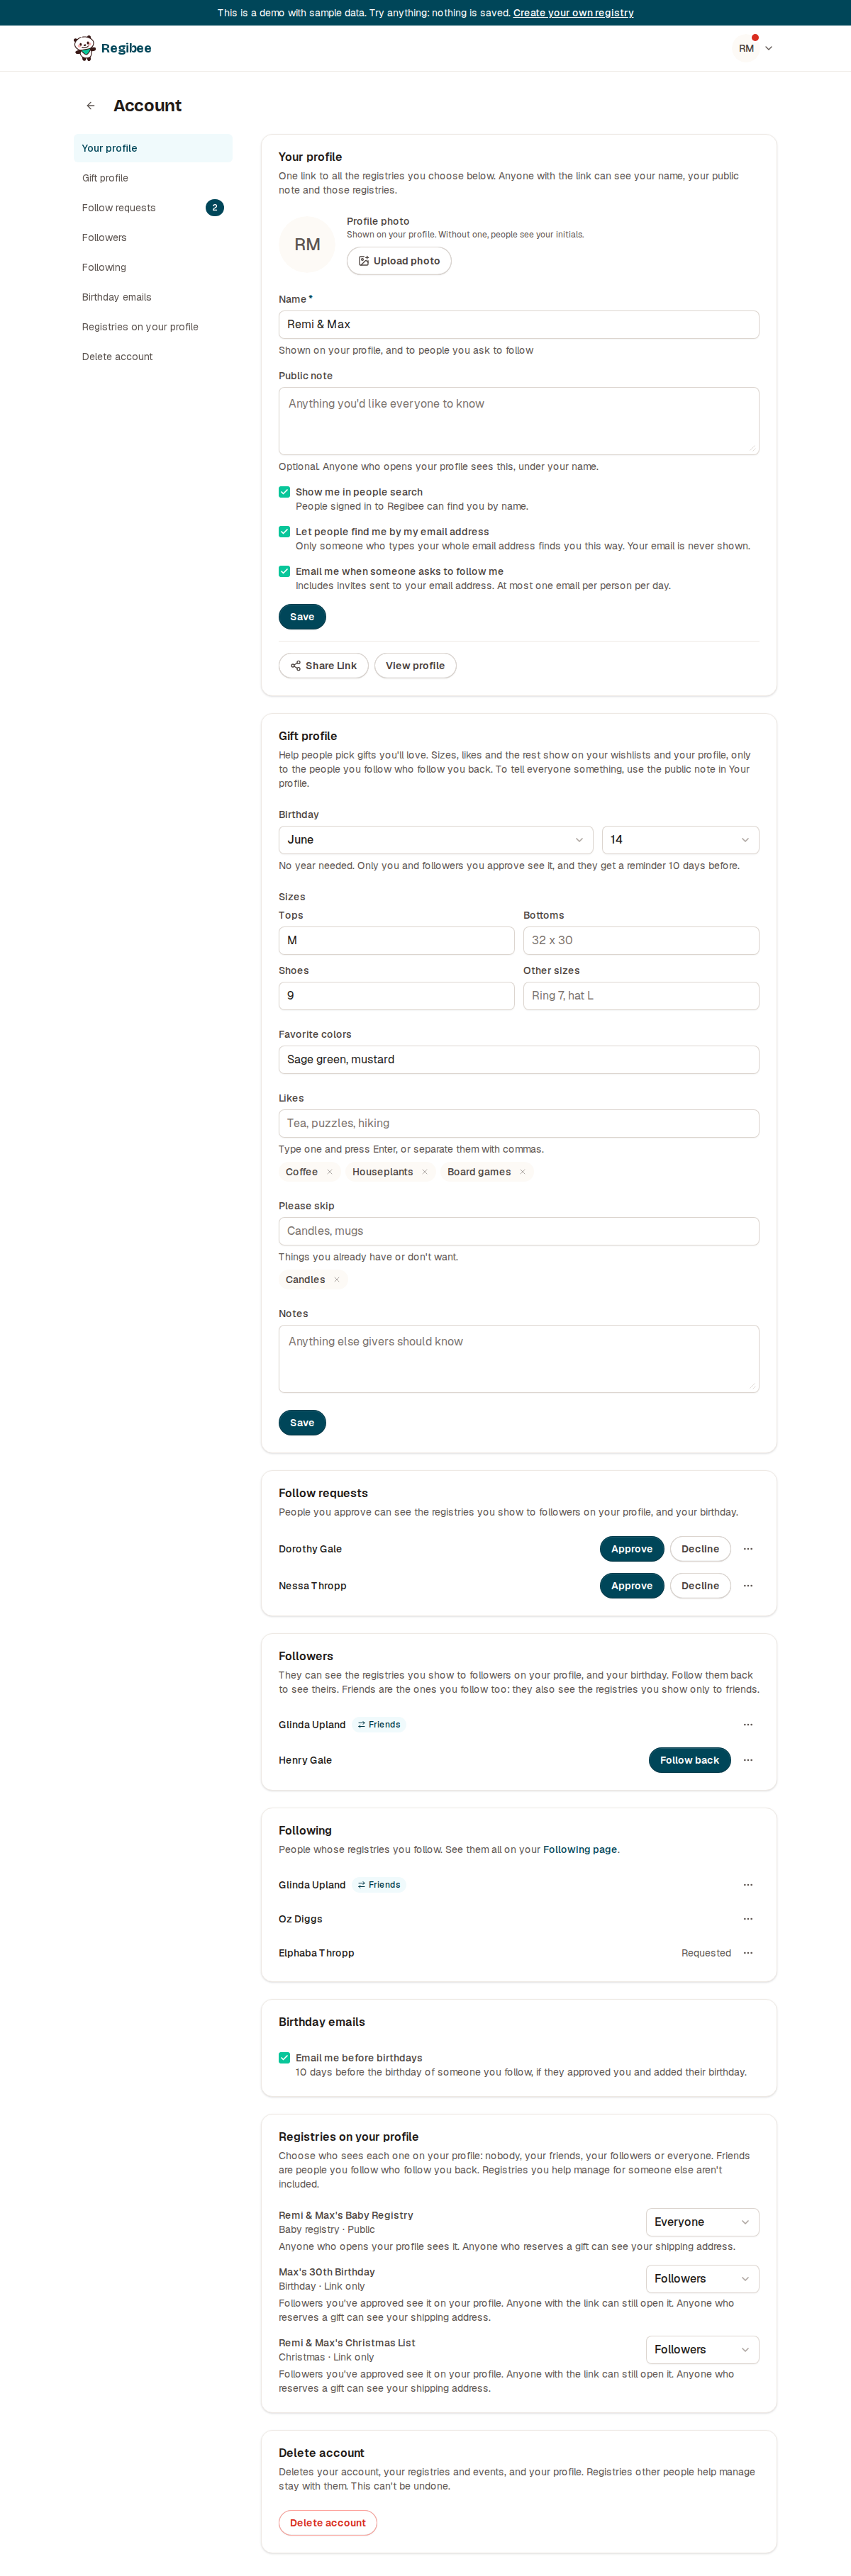 This is a demo with sample data. Try anything: nothing is saved. Create your own registry
Regibee
RM
Account
Your profile
Gift profile
Follow requests
2
Followers
Following
Birthday emails
Registries on your profile
Delete account
Your profile
One link to all the registries you choose below. Anyone with the link can see your name, your public
note and those registries.
RM
Profile photo
Shown on your profile. Without one, people see your initials.
Upload photo
Name *
Remi & Max
Shown on your profile, and to people you ask to follow
Public note
Anything you'd like everyone to know
Optional. Anyone who opens your profile sees this, under your name.
Show me in people search
People signed in to Regibee can find you by name.
Let people find me by my email address
Only someone who types your whole email address finds you this way. Your email is never shown.
Email me when someone asks to follow me
Includes invites sent to your email address. At most one email per person per day.
Save
Share Link
View profile
Gift profile
Help people pick gifts you'll love. Sizes, likes and the rest show on your wishlists and your profile, only
to the people you follow who follow you back. To tell everyone something, use the public note in Your
profile.
Birthday
June
14
No year needed. Only you and followers you approve see it, and they get a reminder 10 days before.
Sizes
Tops
Bottoms
M
32 x 30
Shoes
Other sizes
9
Ring 7, hat L
Favorite colors
Sage green, mustard
Likes
Tea, puzzles, hiking
Type one and press Enter, or separate them with commas.
Coffee
Houseplants
Board games
Please skip
Candles, mugs
Things you already have or don't want.
Candles
Notes
Anything else givers should know
Save
Follow requests
People you approve can see the registries you show to followers on your profile, and your birthday.
Dorothy Gale
Approve
Decline
Nessa Thropp
Approve
Decline
Followers
They can see the registries you show to followers on your profile, and your birthday. Follow them back
to see theirs. Friends are the ones you follow too: they also see the registries you show only to friends.
Glinda Upland
Friends
Henry Gale
Follow back
Following
People whose registries you follow. See them all on your Following page.
Glinda Upland
Friends
Oz Diggs
Elphaba Thropp
Requested
Birthday emails
Email me before birthdays
10 days before the birthday of someone you follow, if they approved you and added their birthday.
Registries on your profile
Choose who sees each one on your profile: nobody, your friends, your followers or everyone. Friends
are people you follow who follow you back. Registries you help manage for someone else aren't
included.
Remi & Max's Baby Registry
Baby registry · Public
Everyone
Anyone who opens your profile sees it. Anyone who reserves a gift can see your shipping address.
Max's 30th Birthday
Birthday · Link only
Followers
Followers you've approved see it on your profile. Anyone with the link can still open it. Anyone who
reserves a gift can see your shipping address.
Remi & Max's Christmas List
Christmas · Link only
Followers
Followers you've approved see it on your profile. Anyone with the link can still open it. Anyone who
reserves a gift can see your shipping address.
Delete account
Deletes your account, your registries and events, and your profile. Registries other people help manage
stay with them. This can't be undone.
Delete account